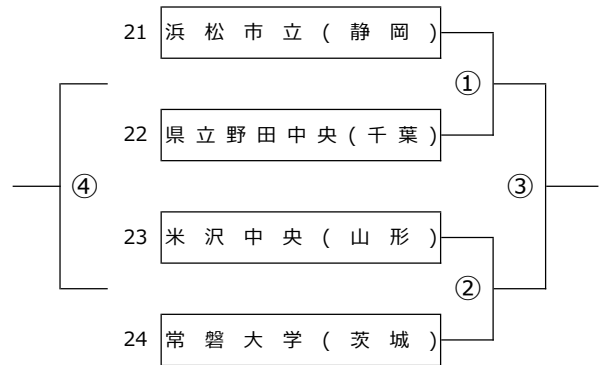 21 浜松市立(静岡)
①
22 県立野田中央(千葉)
④ ③
23 米沢中央(山形)
②
24 常磐大学(茨城)